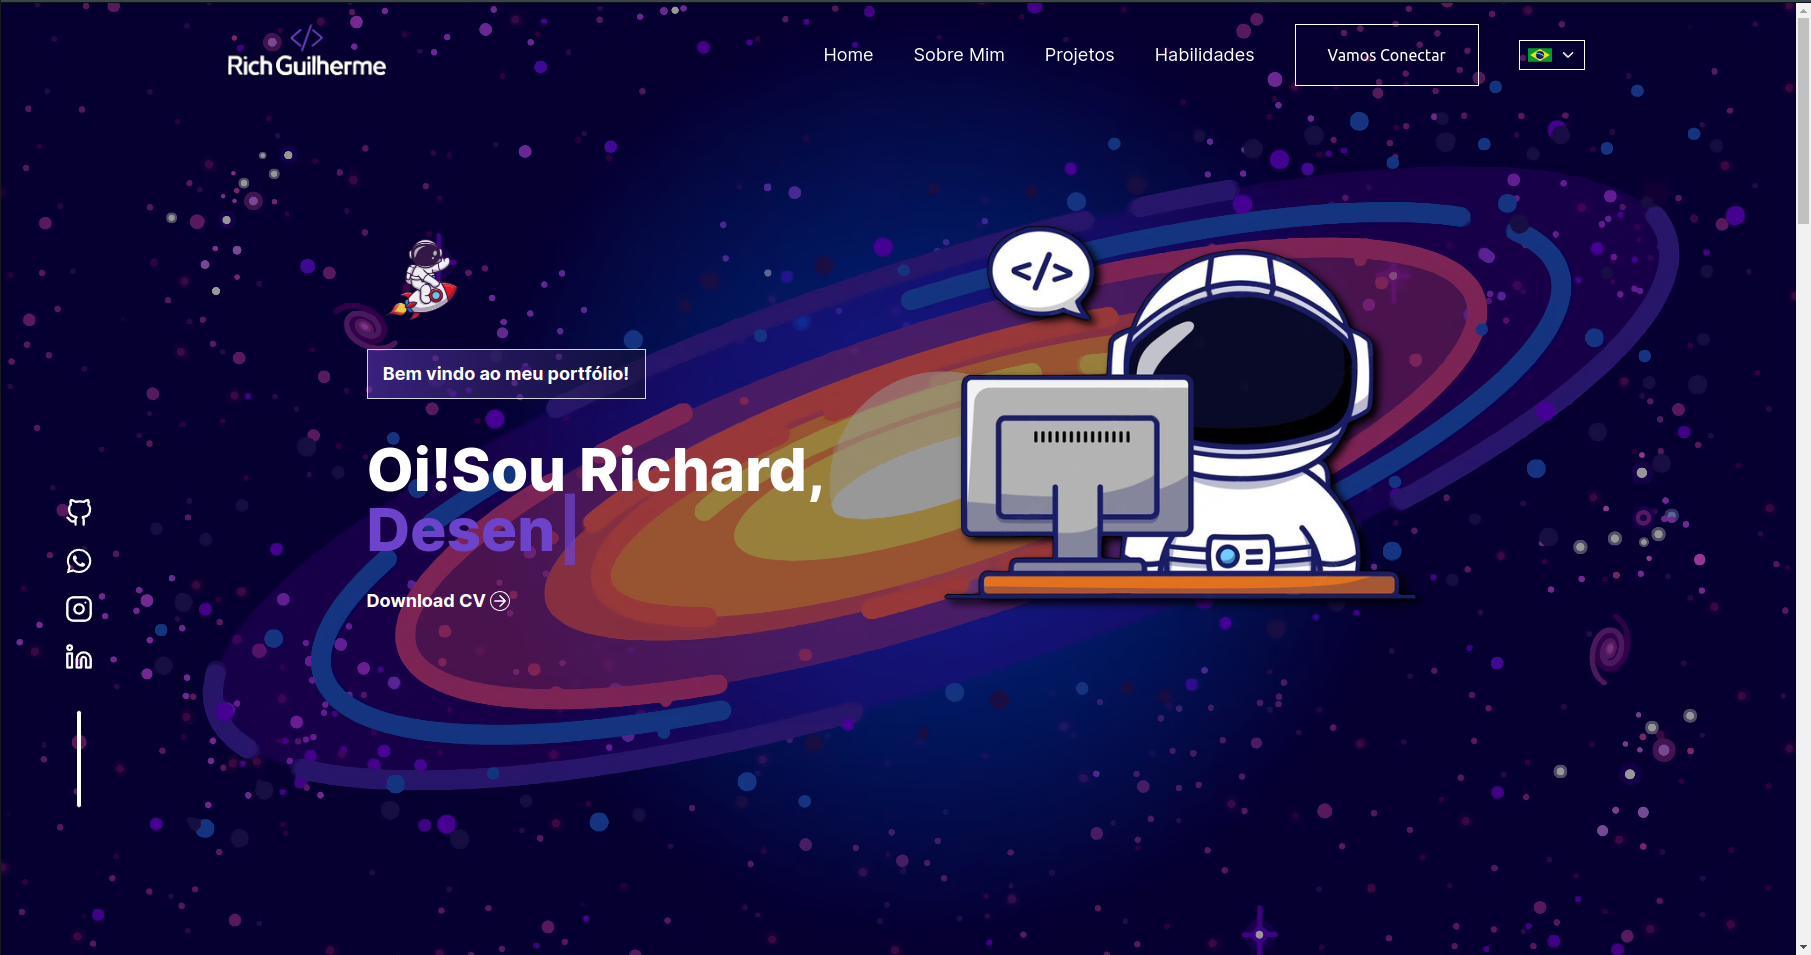 </>
Rich Guilherme
Home
Sobre Mim
Projetos
Habilidades
Vamos Conectar
</>
Bem vindo ao meu portfólio!
Oi!Sou Richard,
Desen|
Download CV